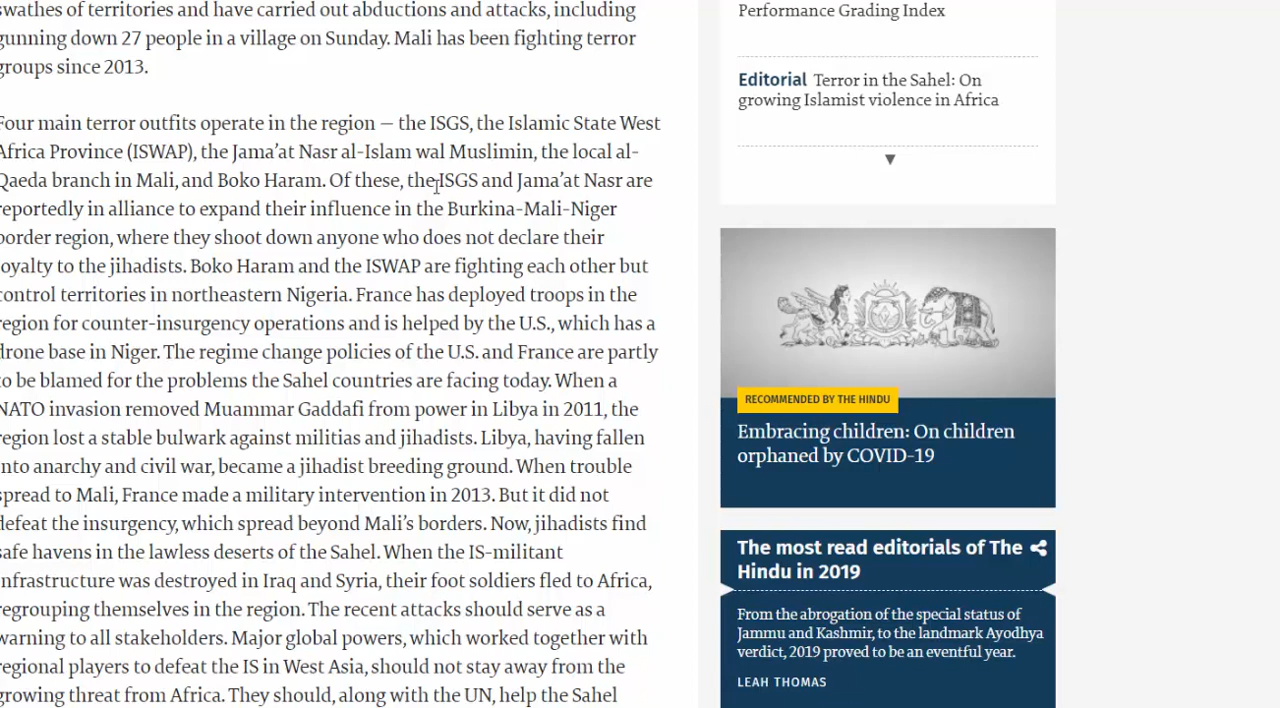 swathes of territories and have carried out abductions and attacks, including
gunning down 27 people in a village on Sunday. Mali has been fighting terror
groups since 2013.
Four main terror outfits operate in the region — the ISGS, the Islamic State West
Africa Province (ISWAP), the Jama’at Nasr al-Islam wal Muslimin, the local al-
Qaeda branch in Mali, and Boko Haram. Of these, the ISGS and Jama’at Nasr are
reportedly in alliance to expand their influence in the Burkina-Mali-Niger
border region, where they shoot down anyone who does not declare their
loyalty to the jihadists. Boko Haram and the ISWAP are fighting each other but
control territories in northeastern Nigeria. France has deployed troops in the
region for counter-insurgency operations and is helped by the U.S., which has a
drone base in Niger. The regime change policies of the U.S. and France are partly
to be blamed for the problems the Sahel countries are facing today. When a
NATO invasion removed Muammar Gaddafi from power in Libya in 2011, the
region lost a stable bulwark against militias and jihadists. Libya, having fallen
into anarchy and civil war, became a jihadist breeding ground. When trouble
spread to Mali, France made a military intervention in 2013. But it did not
defeat the insurgency, which spread beyond Mali’s borders. Now, jihadists find
safe havens in the lawless deserts of the Sahel. When the IS-militant
infrastructure was destroyed in Iraq and Syria, their foot soldiers fled to Africa,
regrouping themselves in the region. The recent attacks should serve as a
warning to all stakeholders. Major global powers, which worked together with
regional players to defeat the IS in West Asia, should not stay away from the
growing threat from Africa. They should, along with the UN, help the Sahel
Performance Grading Index
Editorial Terror in the Sahel: On
growing Islamist violence in Africa
RECOMMENDED BY THE HINDU
Embracing children: On children
orphaned by COVID-19
The most read editorials of The
Hindu in 2019
From the abrogation of the special status of
Jammu and Kashmir, to the landmark Ayodhya
verdict, 2019 proved to be an eventful year.
LEAH THOMAS